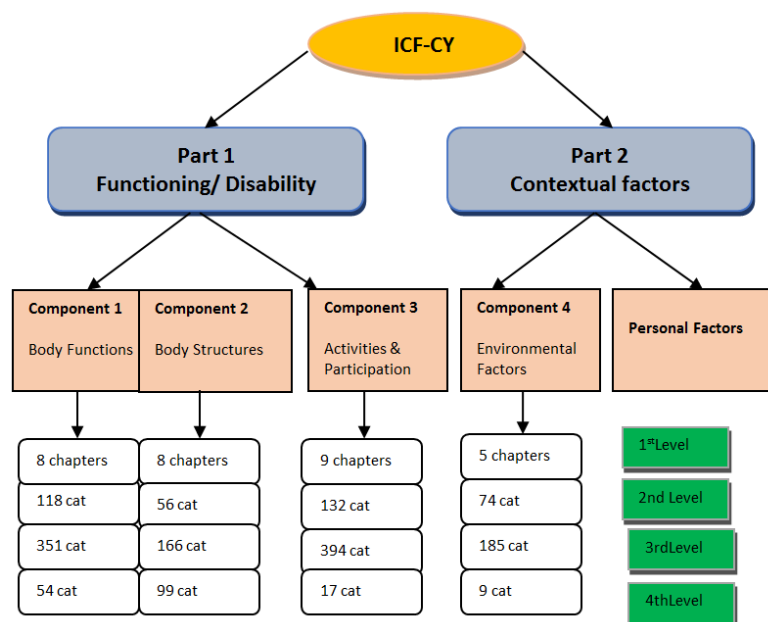 ICF-CY
Part 1
Functioning/ Disability
Part 2
Contextual factors
Component 1
Body Functions
Component 2
Body Structures
Component 3
Activities &
Participation
Component 4
Environmental
Factors
Personal Factors
8 chapters
8 chapters
9 chapters
5 chapters
1stLevel
118 cat
56 cat
132 cat
74 cat
2nd Level
351 cat
166 cat
394 cat
185 cat
3rdLevel
54 cat
99 cat
17 cat
9 cat
4thLevel